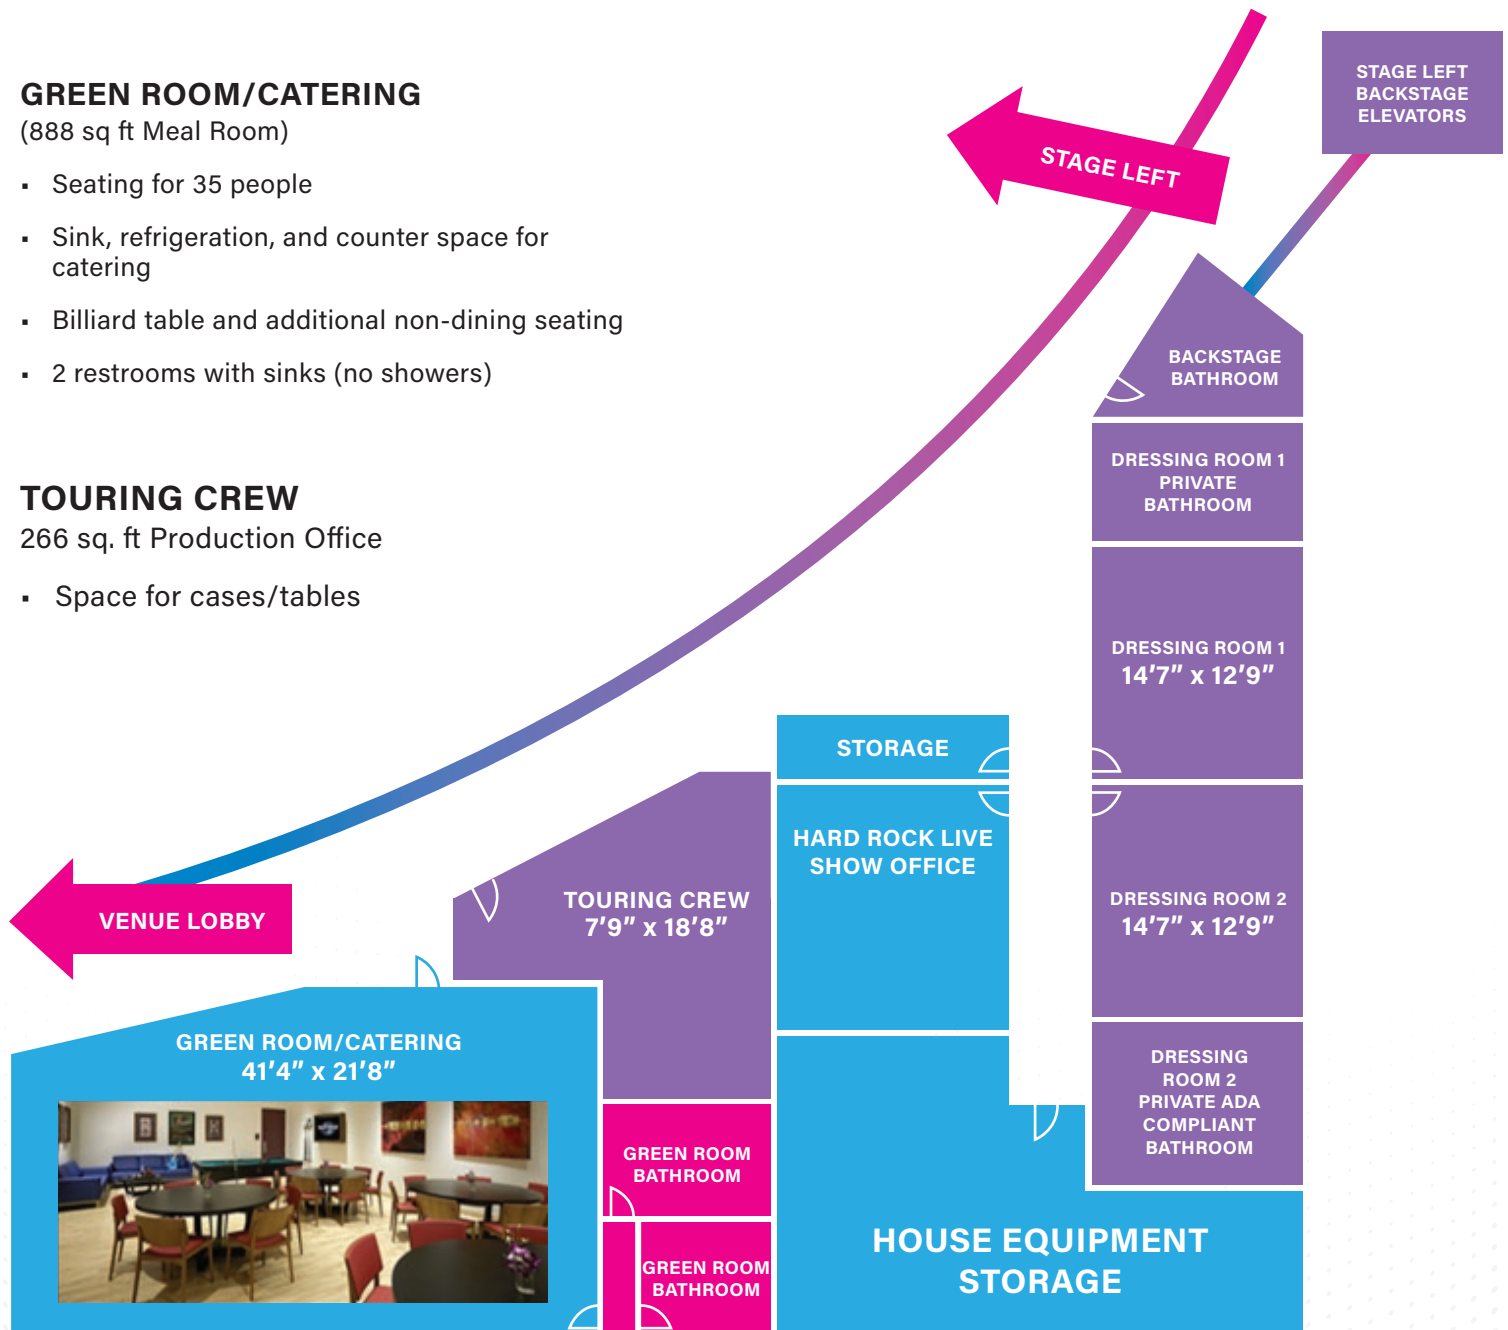 GREEN ROOM/CATERING
(888 sq ft Meal Room)
▪ Seating for 35 people
▪ Sink, refrigeration, and counter space for
catering
▪ Billiard table and additional non-dining seating
▪ 2 restrooms with sinks (no showers)
TOURING CREW
266 sq. ft Production Office
▪ Space for cases/tables
STAGE LEFT
STAGE LEFT
BACKSTAGE
ELEVATORS
BACKSTAGE
BATHROOM
DRESSING ROOM 1
PRIVATE
BATHROOM
DRESSING ROOM 1
14’7” x 12’9”
STORAGE
HARD ROCK LIVE
SHOW OFFICE
TOURING CREW
7’9” x 18’8”
DRESSING ROOM 2
14’7” x 12’9”
VENUE LOBBY
GREEN ROOM/CATERING
41’4” x 21’8”
DRESSING
ROOM 2
PRIVATE ADA
COMPLIANT
BATHROOM
GREEN ROOM
BATHROOM
GREEN ROOM
BATHROOM
HOUSE EQUIPMENT
STORAGE